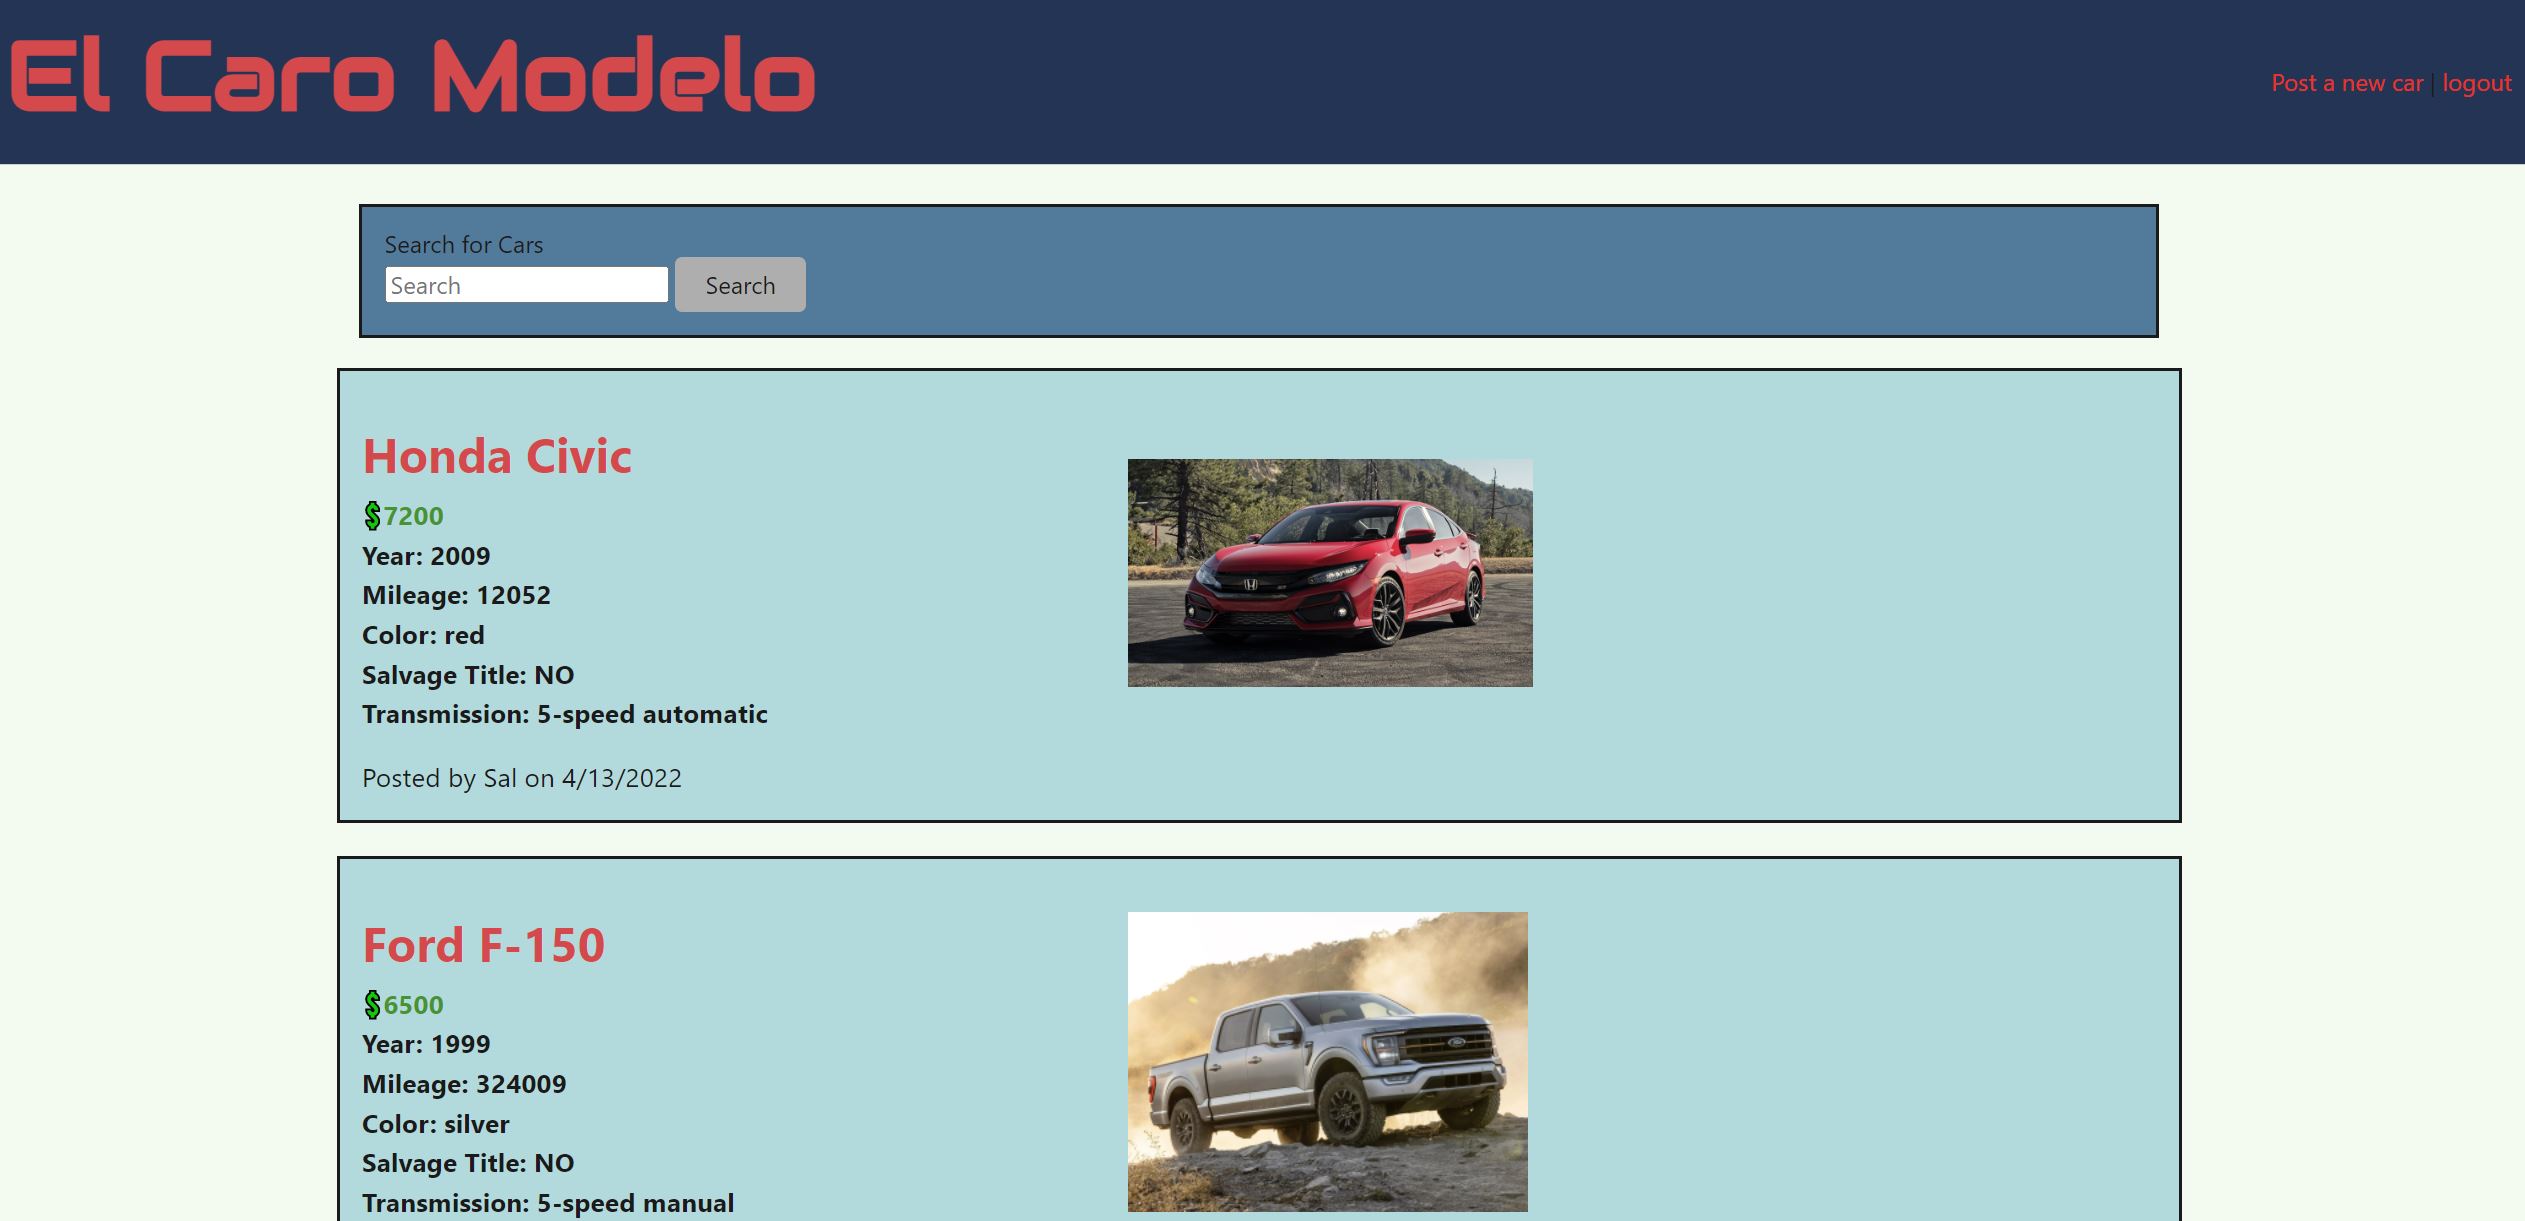 El Caro Modelo
Post a new car | logout
Search for Cars
Search
Search
Honda Civic
$7200
Year: 2009
Mileage: 12052
Color: red
Salvage Title: NO
Transmission: 5-speed automatic
Posted by Sal on 4/13/2022
Ford F-150
$6500
Year: 1999
Mileage: 324009
Color: silver
Salvage Title: NO
Transmission: 5-speed manual